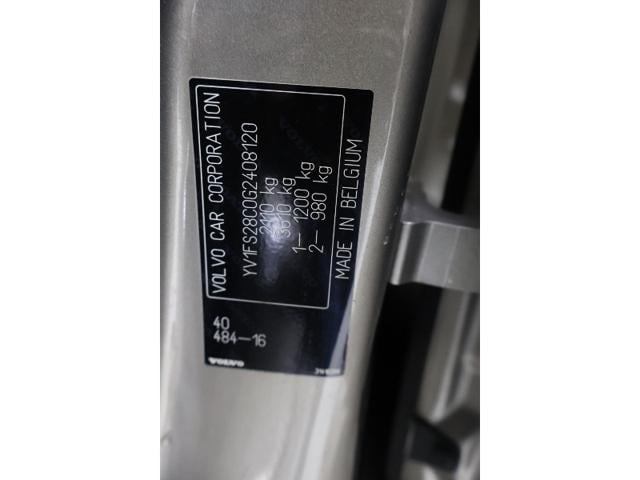 VOLVO CAR CORPORATION
YV1FS28C0G2408120
2110 kg
3610 kg
1— 1200 kg
2— 980 kg
MADE IN BELGIUM
40
484—16
VOLVO